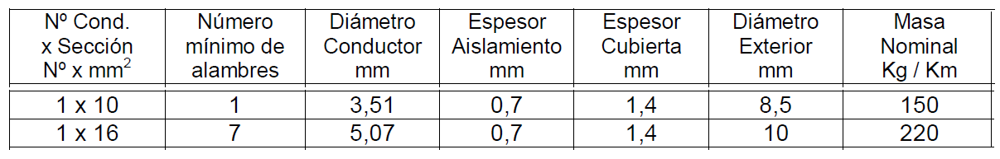 Nº Cond. Número Diámetro Espesor Espesor Diámetro Masa
x Sección mínimo de Conductor Aislamiento Cubierta Exterior Nominal
Nº x mm² alambres mm mm mm mm Kg / Km
1 x 10 1 3,51 0,7 1,4 8,5 150
1 x 16 7 5,07 0,7 1,4 10 220